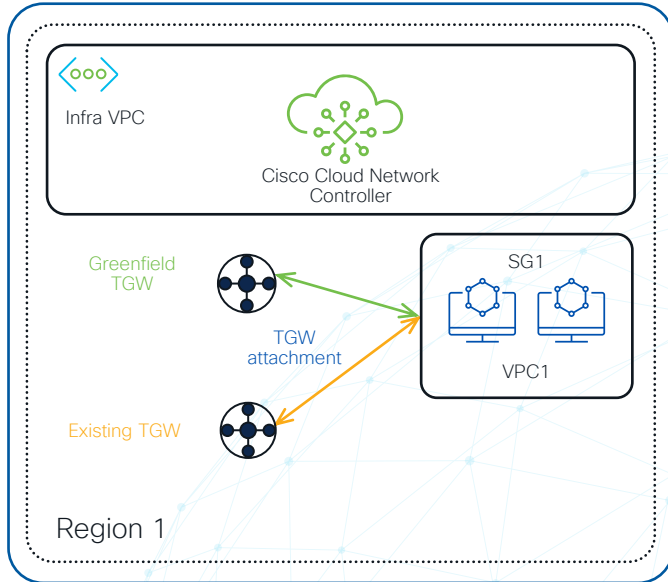 Infra VPC
Cisco Cloud Network
Controller
Greenfield
TGW
SG1
TGW
attachment
VPC1
Existing TGW
Region 1